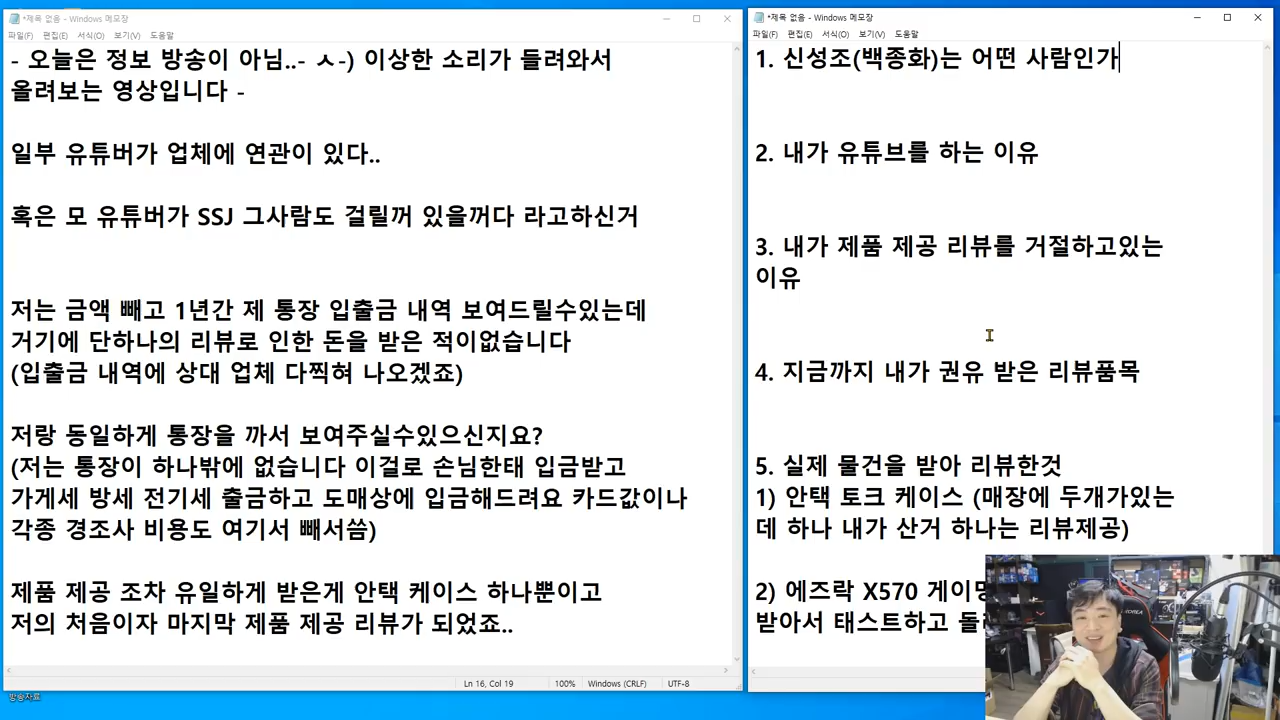 *제목 없음 - Windows 메모장
파일(F) 편집(E) 서식(O) 보기(V) 도움말
- 오늘은 정보 방송이 아님..- ㅅ-) 이상한 소리가 들려와서
올려보는 영상입니다 -
일부 유튜버가 업체에 연관이 있다..
혹은 모 유튜버가 SSJ 그사람도 걸릴꺼 있을꺼다 라고하신거
저는 금액 빼고 1년간 제 통장 입출금 내역 보여드릴수있는데
거기에 단하나의 리뷰로 인한 돈을 받은 적이없습니다
(입출금 내역에 상대 업체 다찍혀 나오겠죠)
저랑 동일하게 통장을 까서 보여주실수있으신지요?
(저는 통장이 하나밖에 없습니다 이걸로 손님한태 입금받고
가게세 방세 전기세 출금하고 도매상에 입금해드려요 카드값이나
각종 경조사 비용도 여기서 빼서씀)
제품 제공 조차 유일하게 받은게 안택 케이스 하나뿐이고
저의 처음이자 마지막 제품 제공 리뷰가 되었죠..
Ln 16, Col 19 100% Windows (CRLF) UTF-8
방송자료
*제목 없음 - Windows 메모장
파일(F) 편집(E) 서식(O) 보기(V) 도움말
1. 신성조(백종화)는 어떤 사람인가
2. 내가 유튜브를 하는 이유
3. 내가 제품 제공 리뷰를 거절하고있는
이유
4. 지금까지 내가 권유 받은 리뷰품목
5. 실제 물건을 받아 리뷰한것
1) 안택 토크 케이스 (매장에 두개가있는
데 하나 내가 산거 하나는 리뷰제공)
2) 에즈락 X570 게이밍
받아서 태스트하고